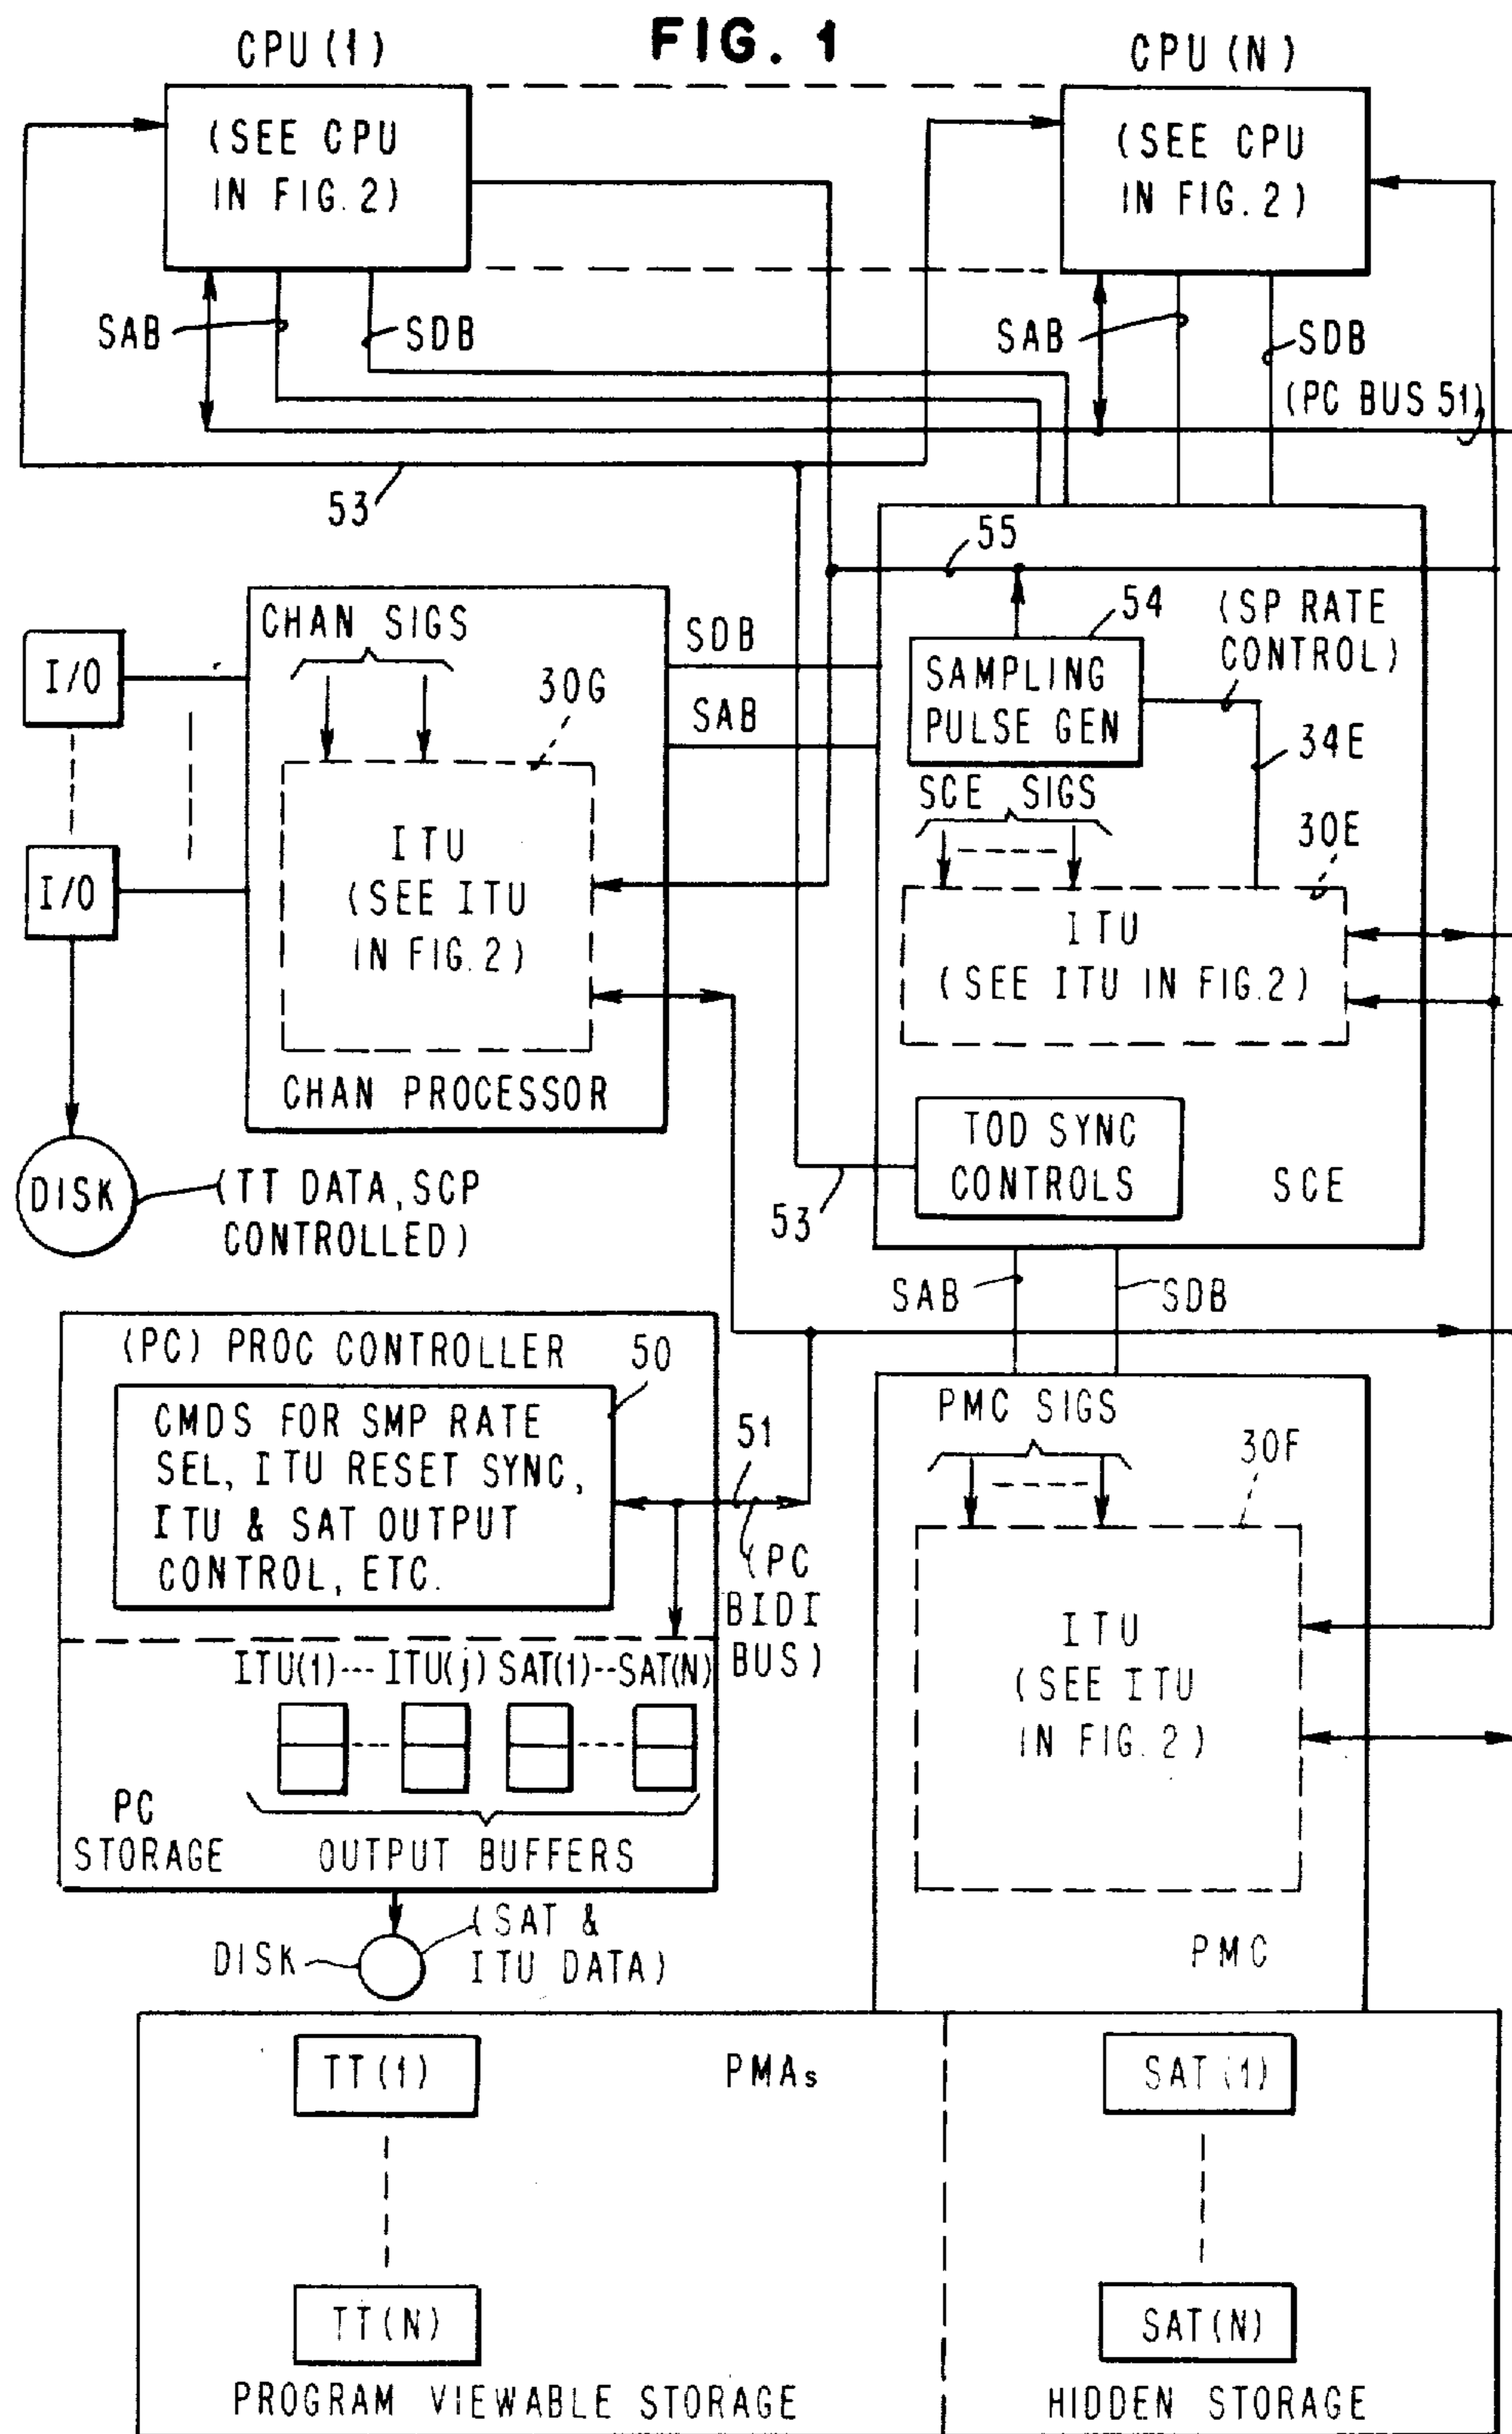 FIG. 1
CPU (1)
CPU (N)
(SEE CPU
IN FIG. 2)
(SEE CPU
IN FIG. 2)
SAB
SDB
SAB
SDB
(PC BUS 51)
53
55
CHAN SIGS
30G
SDB
SAB
I/O
I/O
54
(SP RATE
CONTROL)
SAMPLING
PULSE GEN
34E
SCE SIGS
30E
ITU
(SEE ITU
IN FIG. 2)
ITU
(SEE ITU IN FIG. 2)
CHAN PROCESSOR
TOD SYNC
CONTROLS
SCE
53
DISK
(TT DATA, SCP
CONTROLLED)
SAB
SDB
(PC) PROC CONTROLLER
50
CMDS FOR SMP RATE
SEL, ITU RESET SYNC,
ITU & SAT OUTPUT
CONTROL, ETC.
51
(PC
BIDI
BUS)
PMC SIGS
30F
ITU
(SEE ITU
IN FIG. 2)
ITU(1)--- ITU(j) SAT(1)--SAT(N)
PC
STORAGE
OUTPUT BUFFERS
DISK
(SAT &
ITU DATA)
PMC
TT(1)
PMAs
SAT(1)
TT(N)
SAT(N)
PROGRAM VIEWABLE STORAGE
HIDDEN STORAGE